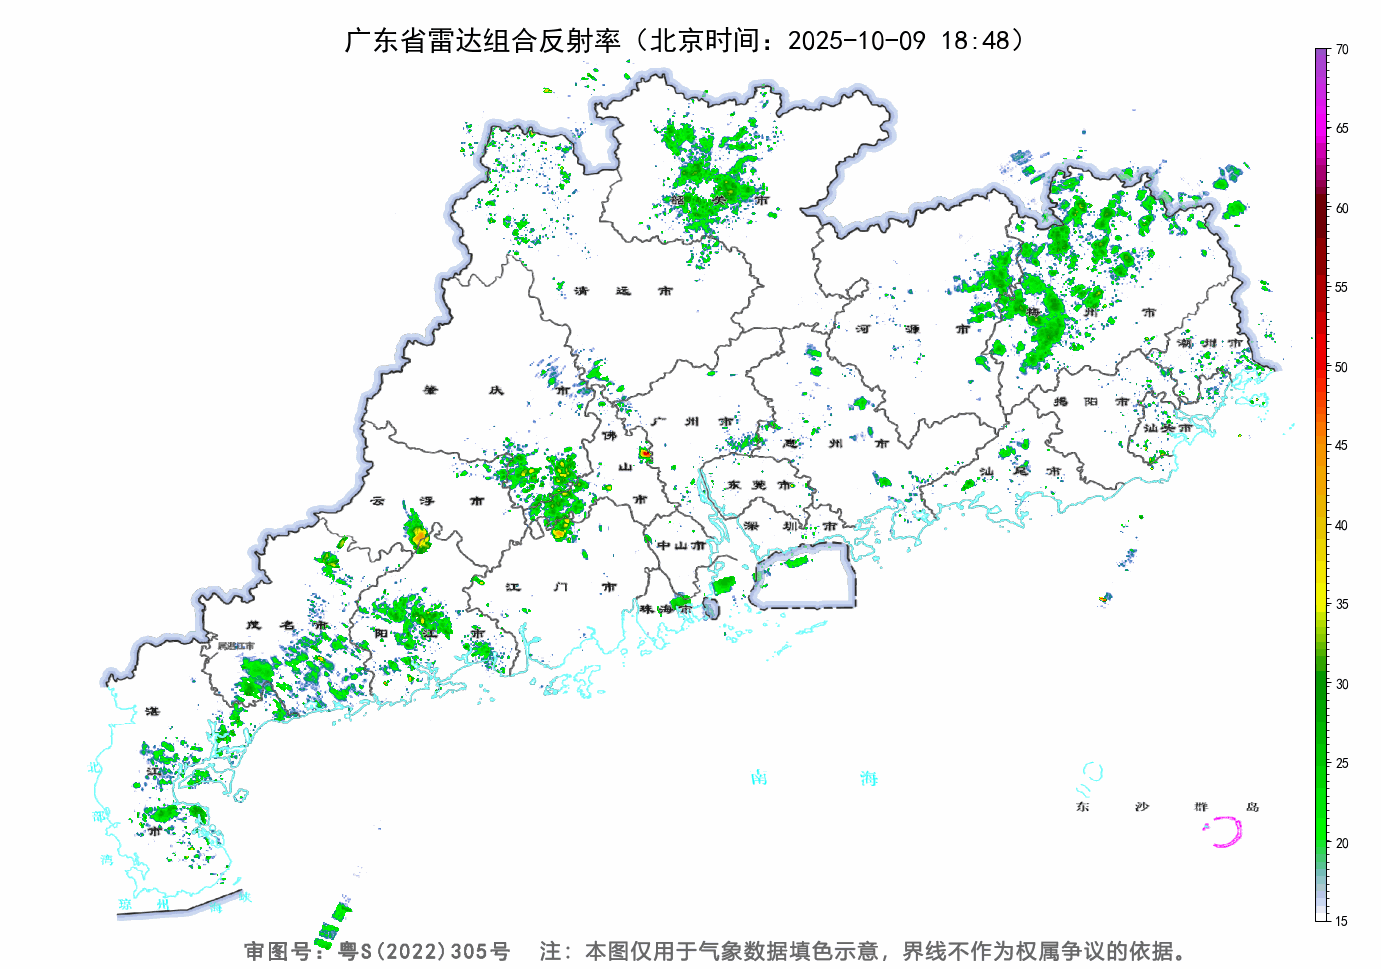 广东省雷达组合反射率（北京时间：2025-10-09 18:48）
70
65
60
55
50
45
40
35
30
25
20
15
韶关市
清远市
河源市
梅州市
潮州市
肇庆市
广州市
惠州市
揭阳市
汕头市
佛山市
东莞市
汕尾市
云浮市
深圳市
中山市
江门市
珠海市
茂名市
阳江市
属湛江市
湛江市
北部湾
南海
东沙群岛
琼州海峡
审图号：粤S(2022)305号 注：本图仅用于气象数据填色示意，界线不作为权属争议的依据。